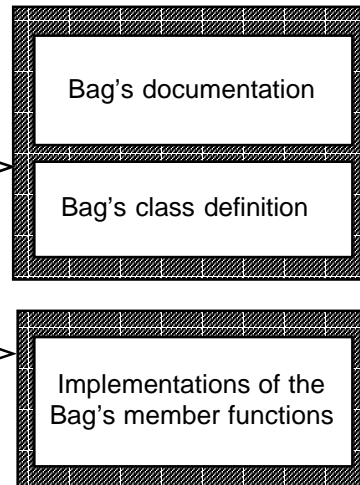 Bag’s documentation
Bag’s class definition
Implementations of the
Bag’s member functions